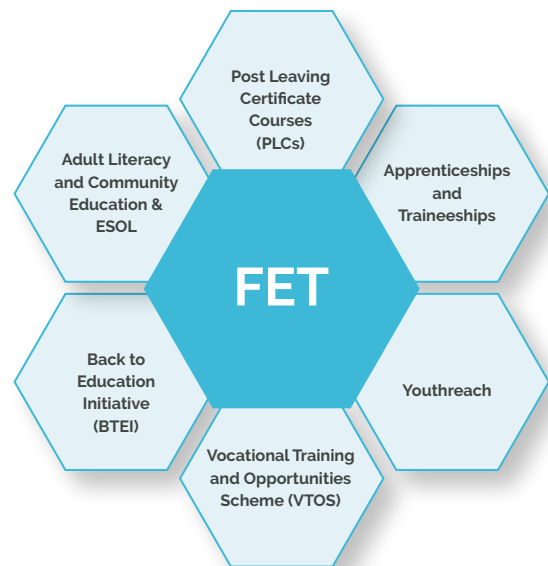 Post Leaving
Certificate
Courses
(PLCs)
Apprenticeships
and
Traineeships
Youthreach
Vocational Training
and Opportunities
Scheme (VTOS)
Back to
Education
Initiative
(BTEI)
Adult Literacy
and Community
Education &
ESOL
FET